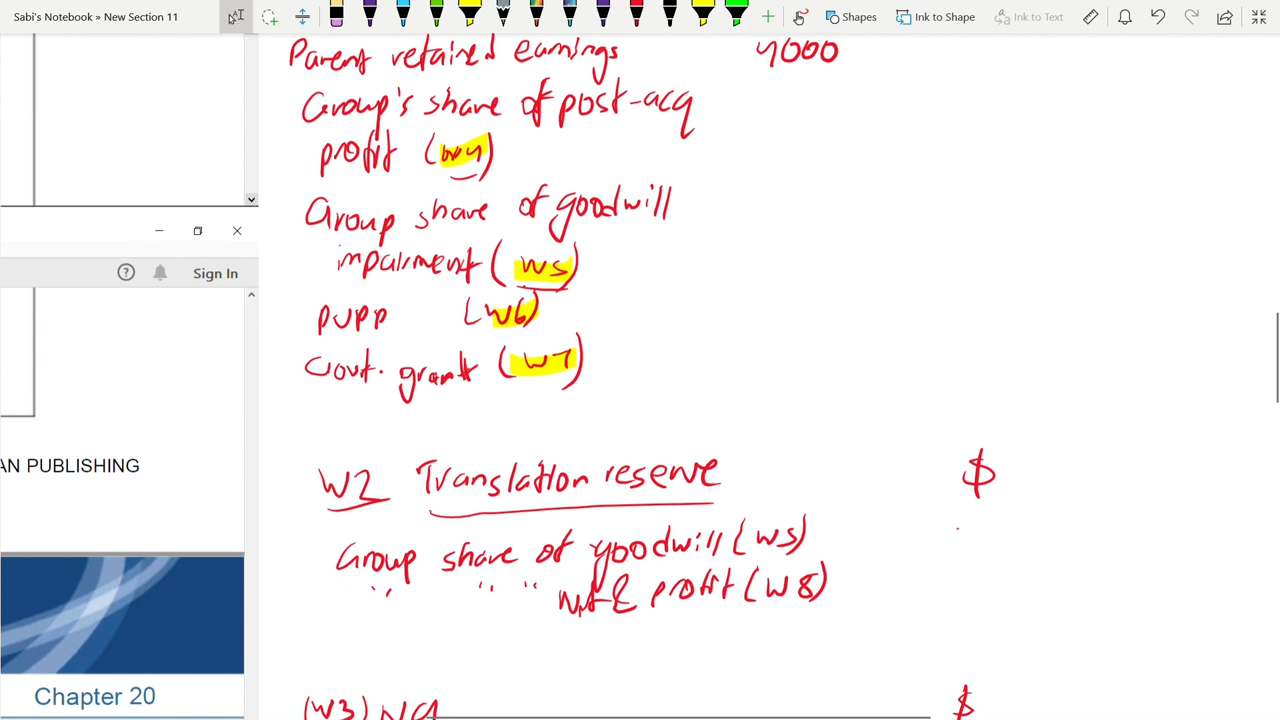 Sabi's Notebook » New Section 11
Shapes
Ink to Shape
Ink to Text
Parent retained earnings 4000
Group's share of post-acq
profit (W4)
Group share of goodwill
impairment (W5)
PUPP (W6)
Govt. grant (W7)
Sign In
AN PUBLISHING
Chapter 20
W2 Translation reserve $
Group share of goodwill (W5)
" " " & profit (W8)
(W3) NCI $